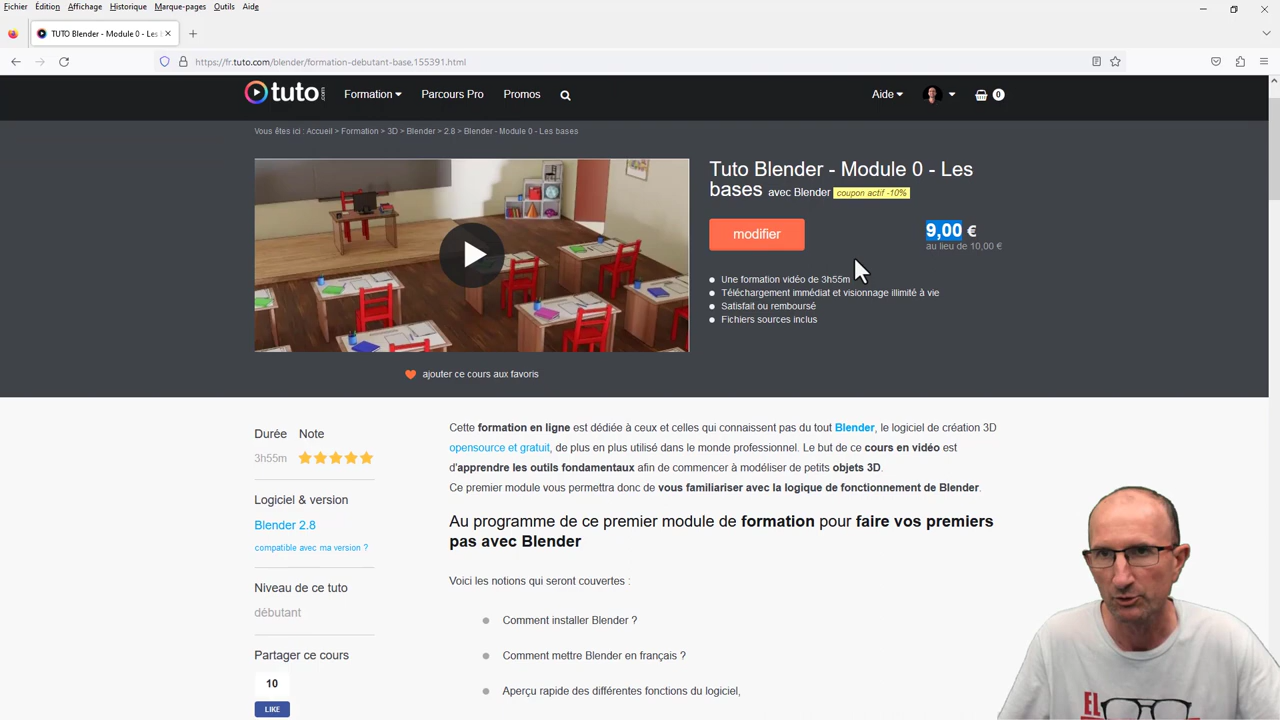 Fichier Édition Affichage Historique Marque-pages Outils Aide
TUTO Blender - Module 0 - Les b
https://fr.tuto.com/blender/formation-debutant-base,155391.html
tuto.com Formation Parcours Pro Promos Aide 0
Vous êtes ici : Accueil > Formation > 3D > Blender > 2.8 > Blender - Module 0 - Les bases
Tuto Blender - Module 0 - Les
bases avec Blender coupon actif -10%
modifier
9,00 €
au lieu de 10,00 €
Une formation vidéo de 3h55m
Téléchargement immédiat et visionnage illimité à vie
Satisfait ou remboursé
Fichiers sources inclus
ajouter ce cours aux favoris
Durée Note
3h55m
Logiciel & version
Blender 2.8
compatible avec ma version ?
Niveau de ce tuto
débutant
Partager ce cours
10
LIKE
Cette formation en ligne est dédiée à ceux et celles qui connaissent pas du tout Blender, le logiciel de création 3D
opensource et gratuit, de plus en plus utilisé dans le monde professionnel. Le but de ce cours en vidéo est
d'apprendre les outils fondamentaux afin de commencer à modéliser de petits objets 3D.
Ce premier module vous permettra donc de vous familiariser avec la logique de fonctionnement de Blender.
Au programme de ce premier module de formation pour faire vos premiers
pas avec Blender
Voici les notions qui seront couvertes :
Comment installer Blender ?
Comment mettre Blender en français ?
Aperçu rapide des différentes fonctions du logiciel,
EL